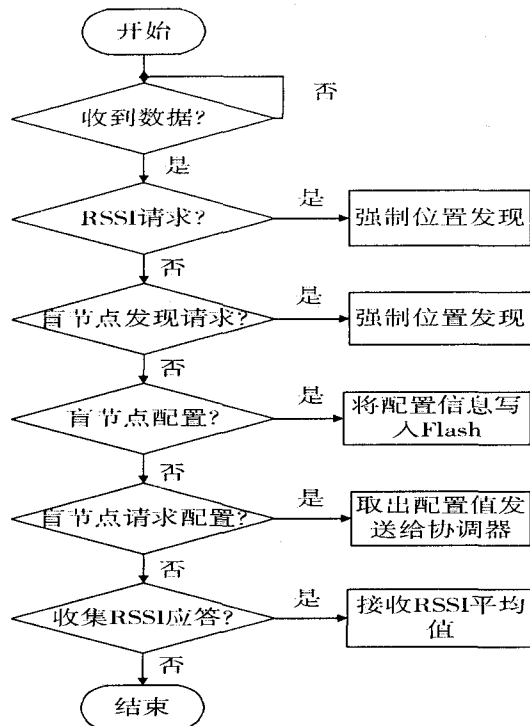 开始
否
收到数据?
是
RSSI请求?
是
强制位置发现
否
盲节点发现请求?
是
强制位置发现
否
盲节点配置?
是
将配置信息写
入Flash
否
盲节点请求配置?
是
取出配置值发
送给协调器
否
收集RSSI应答?
是
接收RSSI平均
值
否
结束